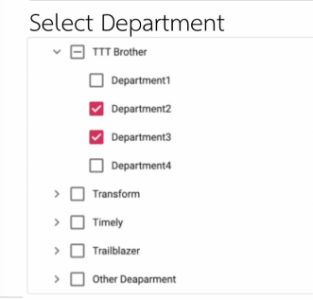 Select Department
TTT Brother
Department1
Department2
Department3
Department4
Transform
Timely
Trailblazer
Other Deaparment